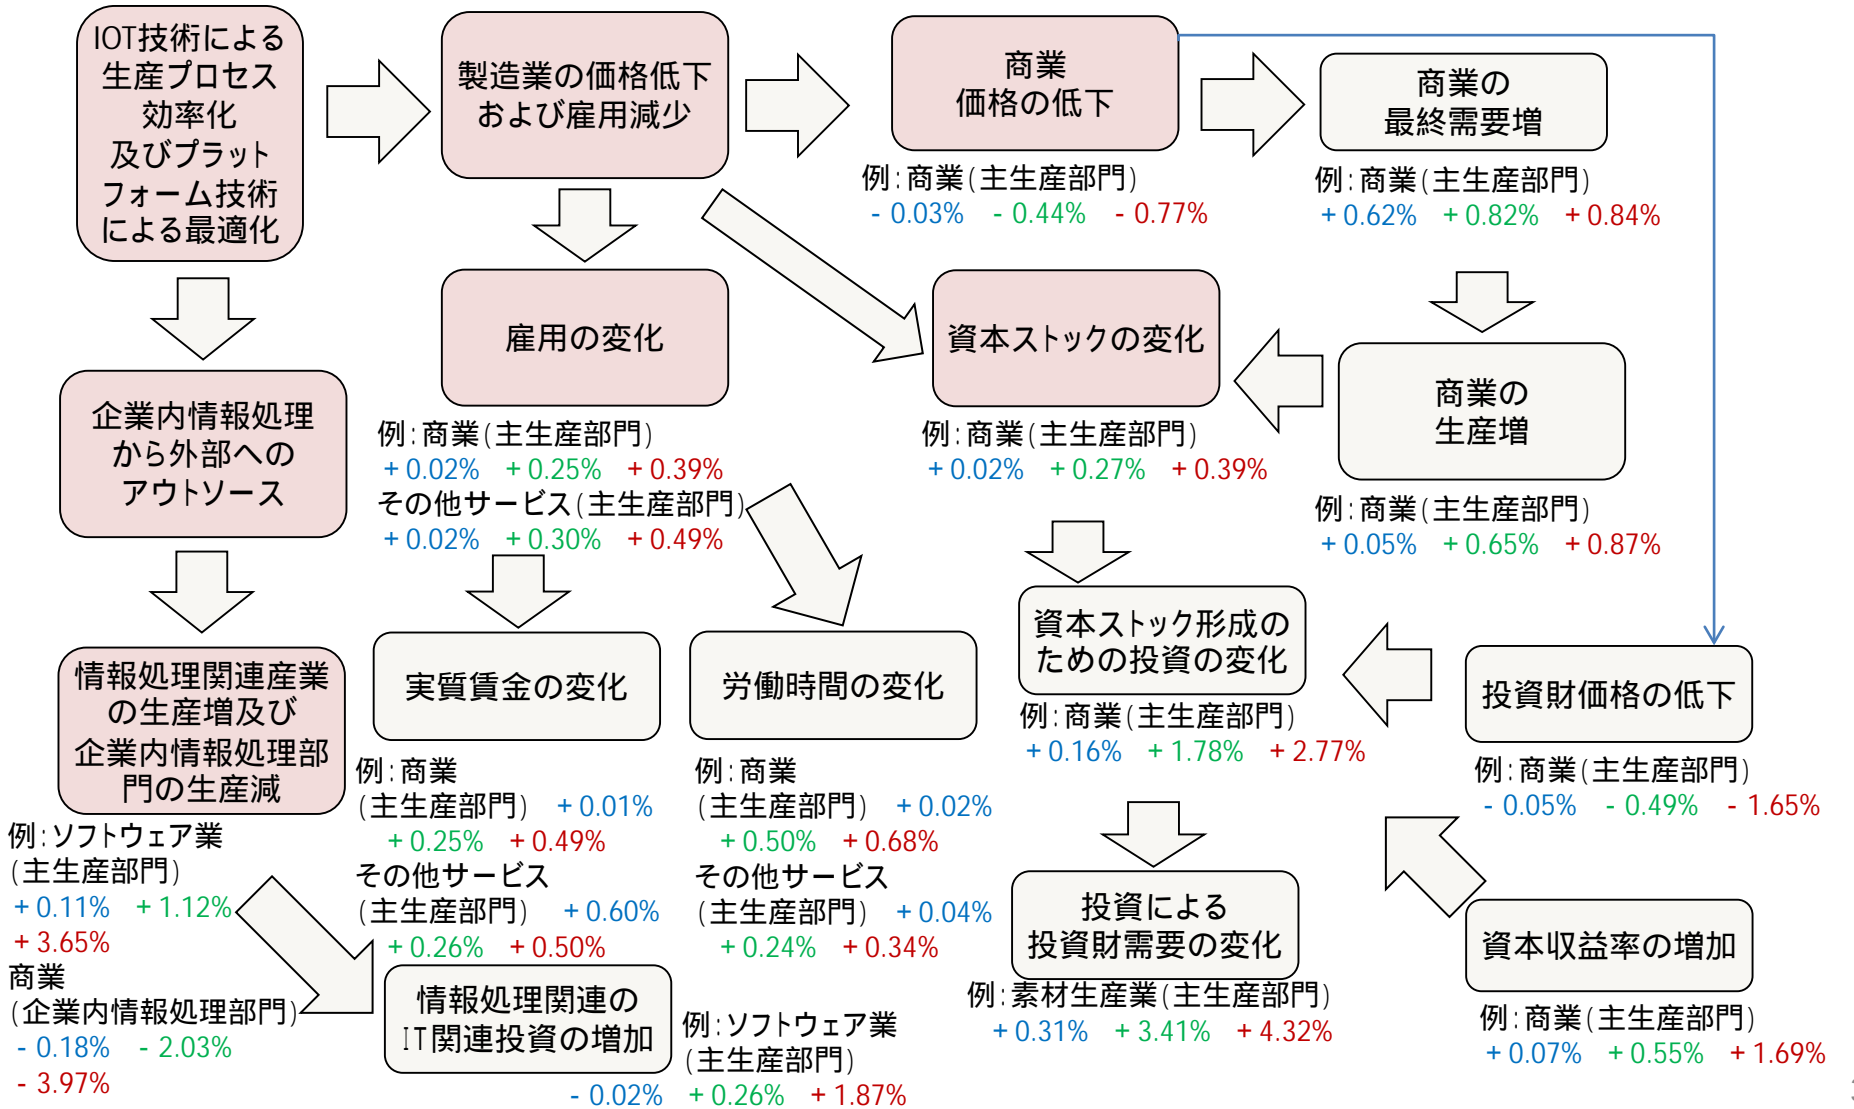 IOT技術による
生産プロセス
効率化
及びプラット
フォーム技術
による最適化
製造業の価格低下
および雇用減少
商業
価格の低下
例:商業(主生産部門)
- 0.03% - 0.44% - 0.77%
商業の
最終需要増
例:商業(主生産部門)
+ 0.62% + 0.82% + 0.84%
雇用の変化
例:商業(主生産部門)
+ 0.02% + 0.25% + 0.39%
その他サービス(主生産部門)
+ 0.02% + 0.30% + 0.49%
資本ストックの変化
例:商業(主生産部門)
+ 0.02% + 0.27% + 0.39%
商業の
生産増
例:商業(主生産部門)
+ 0.05% + 0.65% + 0.87%
企業内情報処理
から外部への
アウトソース
情報処理関連産業
の生産増及び
企業内情報処理部
門の生産減
例:ソフトウェア業
(主生産部門)
+ 0.11% + 1.12%
+ 3.65%
商業
(企業内情報処理部門)
- 0.18% - 2.03%
- 3.97%
実質賃金の変化
例:商業
(主生産部門) + 0.01%
+ 0.25% + 0.49%
その他サービス
(主生産部門) + 0.60%
+ 0.26% + 0.50%
労働時間の変化
例:商業
(主生産部門) + 0.02%
+ 0.50% + 0.68%
その他サービス
(主生産部門) + 0.04%
+ 0.24% + 0.34%
情報処理関連の
IT関連投資の増加
例:ソフトウェア業
(主生産部門)
- 0.02% + 0.26% + 1.87%
資本ストック形成の
ための投資の変化
例:商業(主生産部門)
+ 0.16% + 1.78% + 2.77%
投資財価格の低下
例:商業(主生産部門)
- 0.05% - 0.49% - 1.65%
投資による
投資財需要の変化
例:素材生産業(主生産部門)
+ 0.31% + 3.41% + 4.32%
資本収益率の増加
例:商業(主生産部門)
+ 0.07% + 0.55% + 1.69%